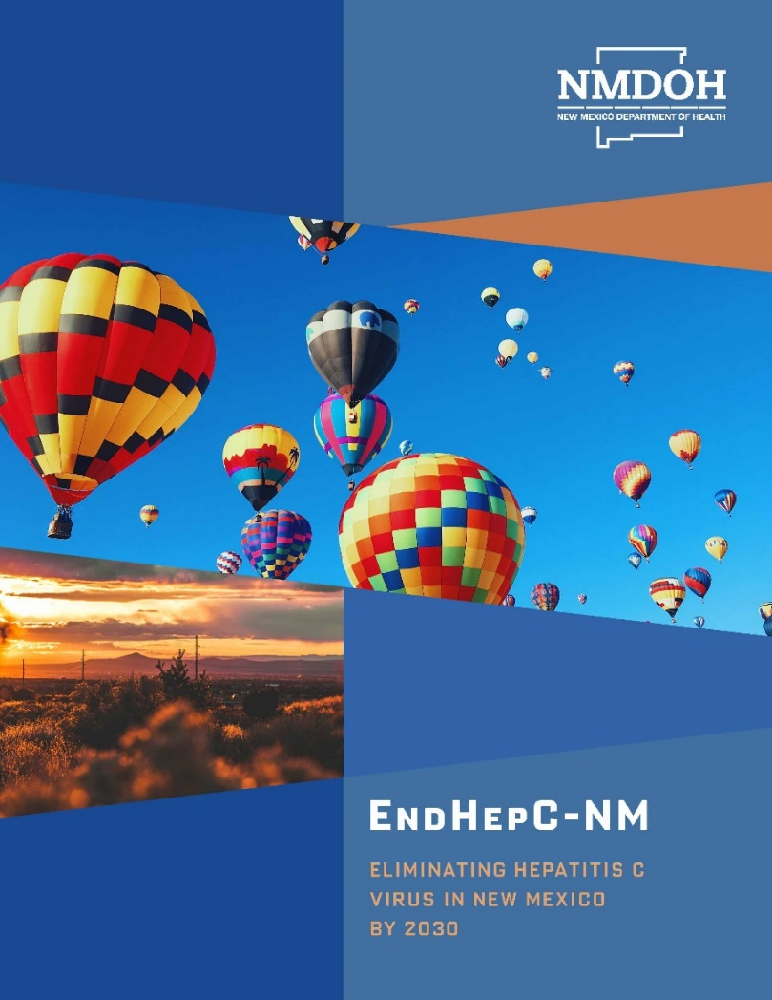 NMDOH
NEW MEXICO DEPARTMENT OF HEALTH
EndHepC-NM
ELIMINATING HEPATITIS C
VIRUS IN NEW MEXICO
BY 2030